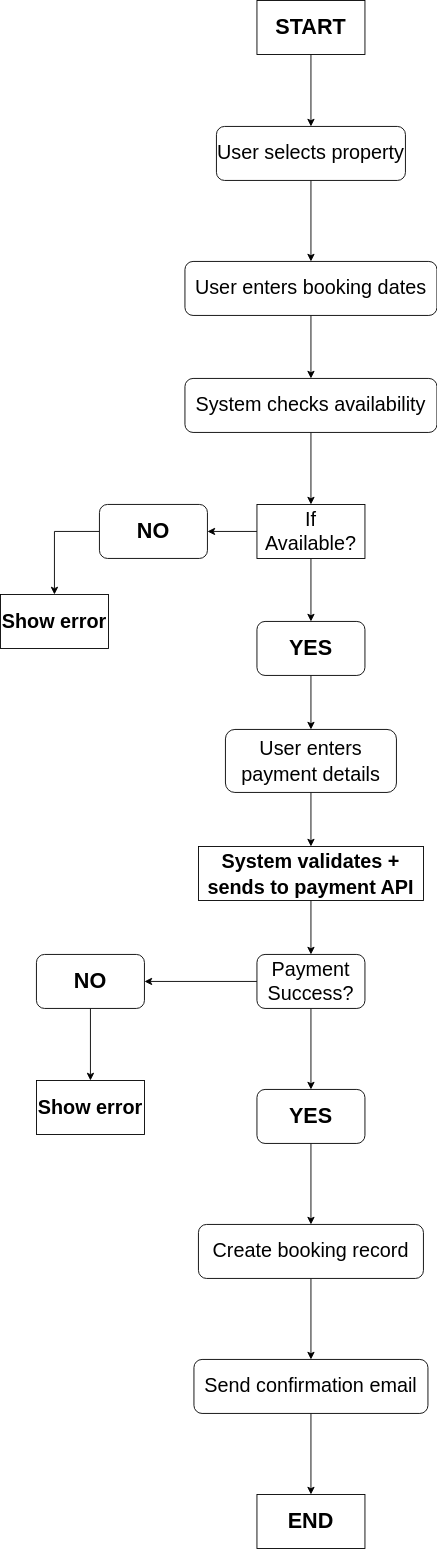 START
User selects property
User enters booking dates
System checks availability
If
Available?
NO
Show error
YES
User enters
payment details
System validates +
sends to payment API
Payment
Success?
NO
Show error
YES
Create booking record
Send confirmation email
END